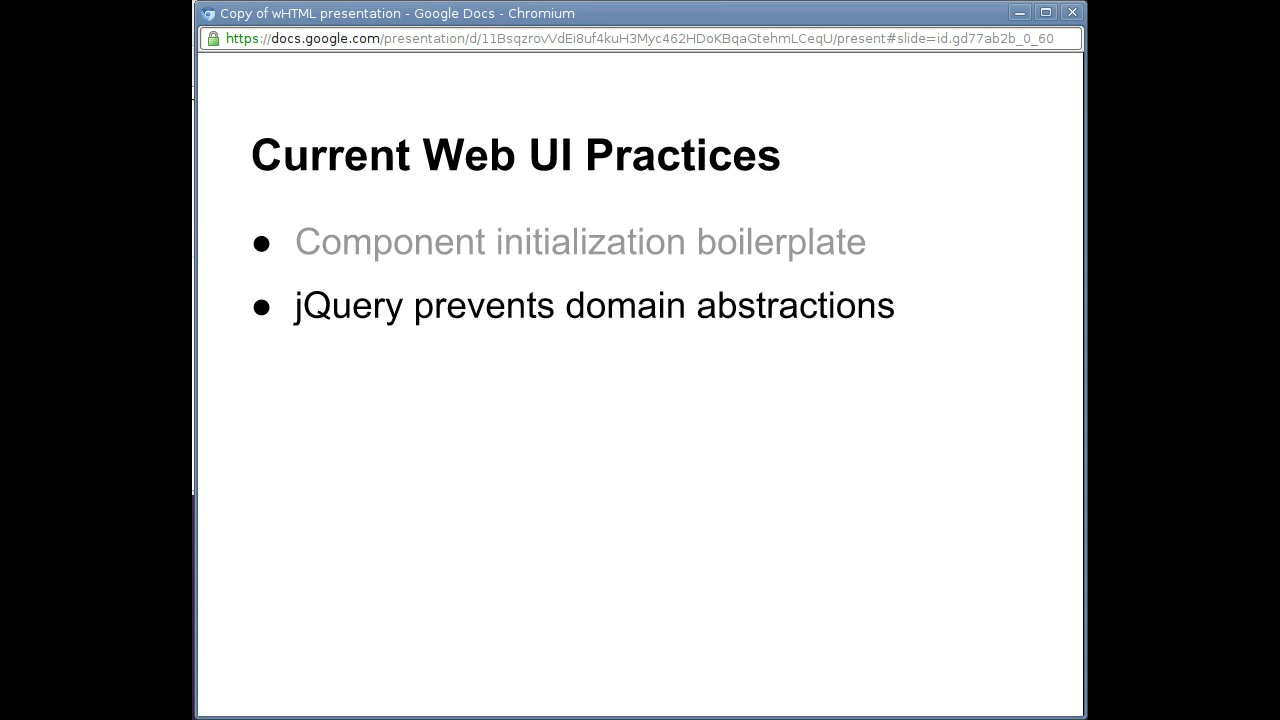 Copy of wHTML presentation - Google Docs - Chromium
https://docs.google.com/presentation/d/11BsqzrovVdEi8uf4kuH3Myc462HDoKBqaGtehmLCeqU/present#slide=id.gd77ab2b_0_60
Current Web UI Practices
● Component initialization boilerplate
● jQuery prevents domain abstractions